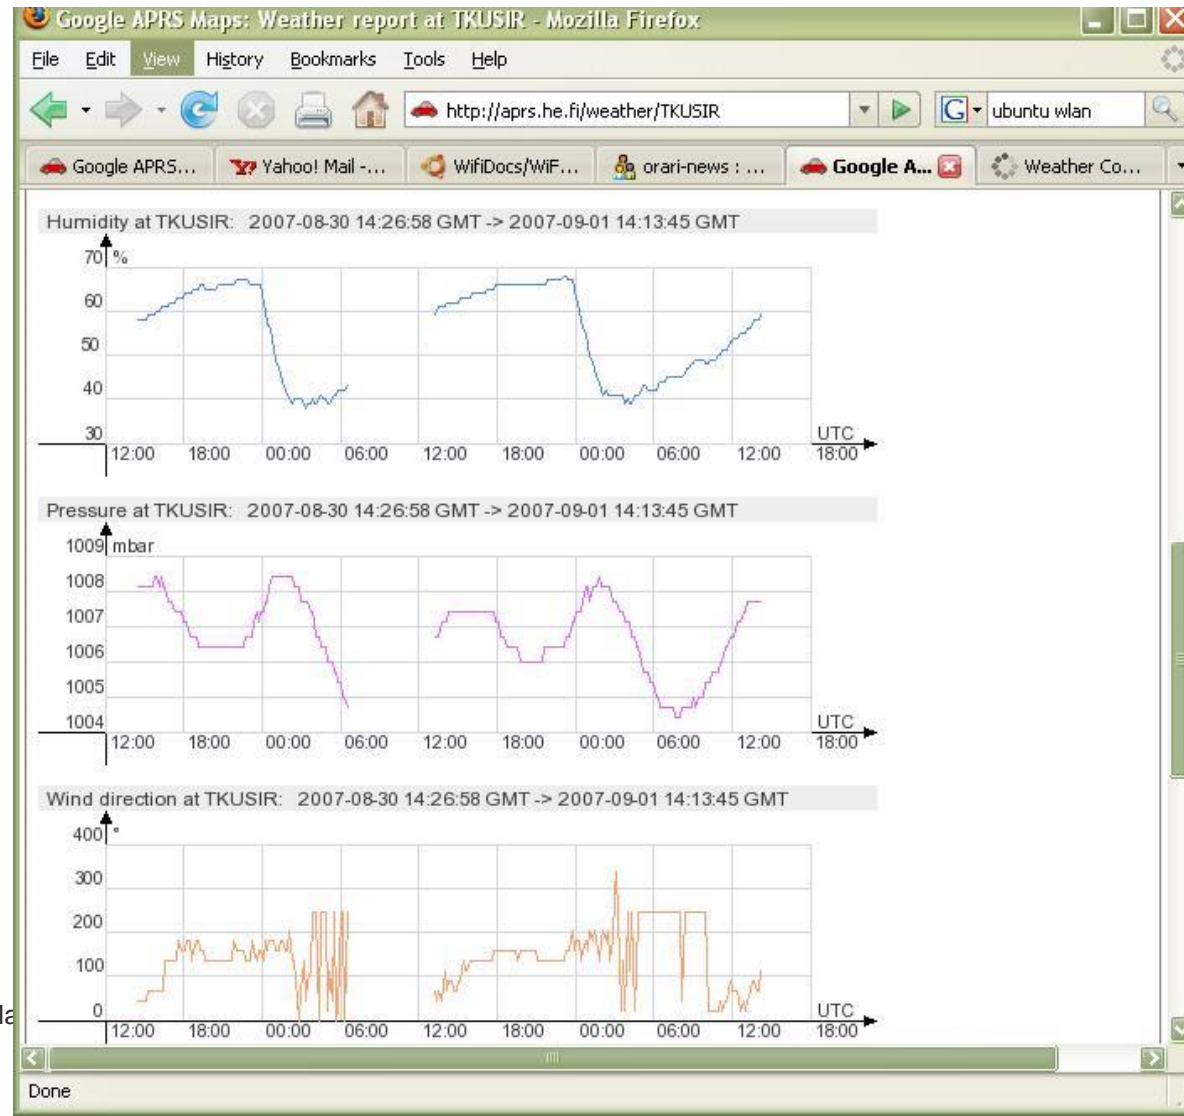 Google APRS Maps: Weather report at TKUSIR - Mozilla Firefox
File Edit View History Bookmarks Tools Help
http://aprs.he.fi/weather/TKUSIR G ubuntu wlan
Google APRS... Yahoo! Mail -... WifiDocs/WiF... orari-news : ... Google A... Weather Co...
Humidity at TKUSIR: 2007-08-30 14:26:58 GMT -> 2007-09-01 14:13:45 GMT
70 %
60
50
40
30 UTC
12:00 18:00 00:00 06:00 12:00 18:00 00:00 06:00 12:00 18:00
Pressure at TKUSIR: 2007-08-30 14:26:58 GMT -> 2007-09-01 14:13:45 GMT
1009 mbar
1008
1007
1006
1005
1004 UTC
12:00 18:00 00:00 06:00 12:00 18:00 00:00 06:00 12:00 18:00
Wind direction at TKUSIR: 2007-08-30 14:26:58 GMT -> 2007-09-01 14:13:45 GMT
400 °
300
200
100
0 UTC
12:00 18:00 00:00 06:00 12:00 18:00 00:00 06:00 12:00 18:00
Done